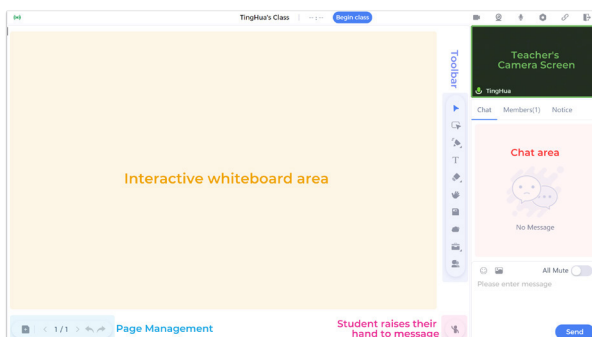 TingHua's Class
--:--
Begin class
Toolbar
Teacher's
Camera Screen
TingHua
Chat Members(1) Notice
Chat area
No Message
Interactive whiteboard area
T
All Mute
Please enter message
1/1
Page Management
Student raises their
hand to message
Send